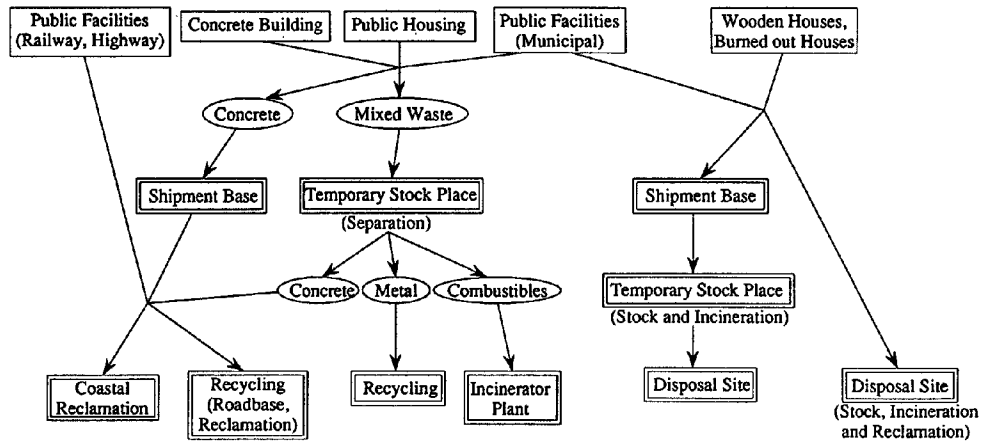 Public Facilities
(Railway, Highway)
Concrete Building
Public Housing
Public Facilities
(Municipal)
Wooden Houses,
Burned out Houses
Concrete
Mixed Waste
Shipment Base
Temporary Stock Place
(Separation)
Shipment Base
Concrete
Metal
Combustibles
Temporary Stock Place
(Stock and Incineration)
Coastal
Reclamation
Recycling
(Roadbase,
Reclamation)
Recycling
Incinerator
Plant
Disposal Site
Disposal Site
(Stock, Incineration
and Reclamation)